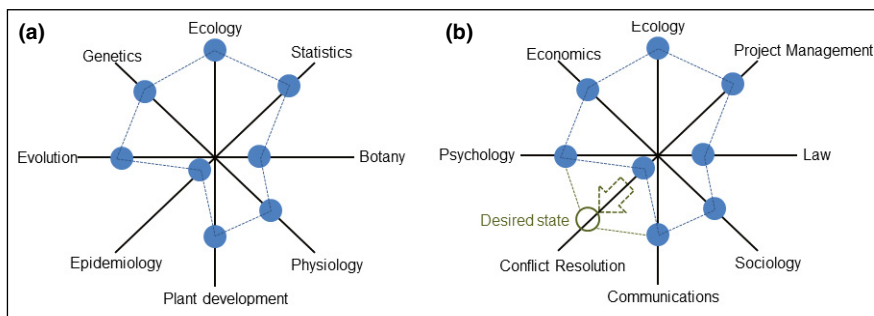 (a)
Ecology
Genetics
Statistics
Evolution
Botany
Epidemiology
Physiology
Plant development
(b)
Ecology
Economics
Project Management
Psychology
Law
Desired state
Conflict Resolution
Sociology
Communications